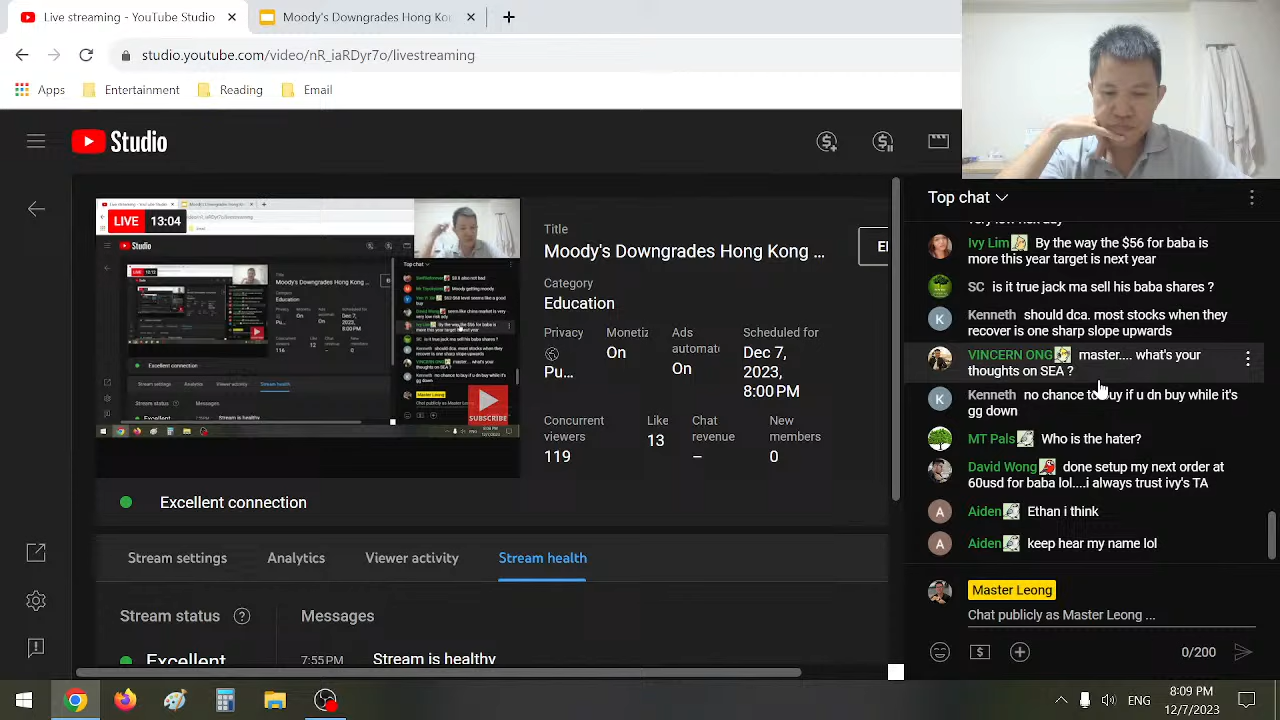 Live streaming - YouTube Studio
Moody's Downgrades Hong Ko
youtube.com/video/nR_iaRDyr7o/livestreaming
Apps
Entertainment
Reading
Email
Studio
LIVE 13:04
SUBSCRIBE
Title
Moody's Downgrades Hong Kong ...
Category
Education
Privacy
Pu...
Moneti
On
Ads
automat
On
Scheduled for
Dec 7,
2023,
8:00 PM
Concurrent
viewers
119
Like
13
Chat
revenue
–
New
members
0
Excellent connection
Stream settings
Analytics
Viewer activity
Stream health
Stream status
Messages
Excellent
7:55PM
Stream is healthy
Top chat
very low risk day
Ivy Lim By the way the $56 for baba is
more this year target is next year
SC is it true jack ma sell his baba shares ?
Kenneth should dca. most stocks when they
recover is one sharp slope upwards
VINCERN ONG master.... what's your
thoughts on SEA ?
Kenneth no chance to buy if u dn buy while it's
gg down
MT Pals Who is the hater?
David Wong done setup my next order at
60usd for baba lol....i always trust ivy's TA
Aiden Ethan i think
Aiden keep hear my name lol
Master Leong
Chat publicly as Master Leong ...
0/200
ENG
8:09 PM
12/7/2023